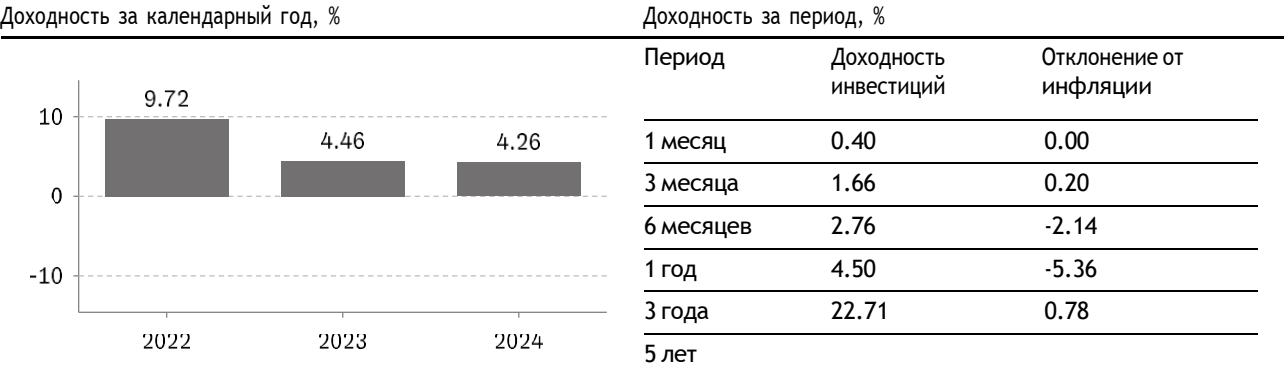 Доходность за календарный год, %
9.72
4.46
4.26
10
0
-10
2022
2023
2024
Доходность за период, %
Период Доходность инвестиций Отклонение от инфляции
1 месяц 0.40 0.00
3 месяца 1.66 0.20
6 месяцев 2.76 -2.14
1 год 4.50 -5.36
3 года 22.71 0.78
5 лет